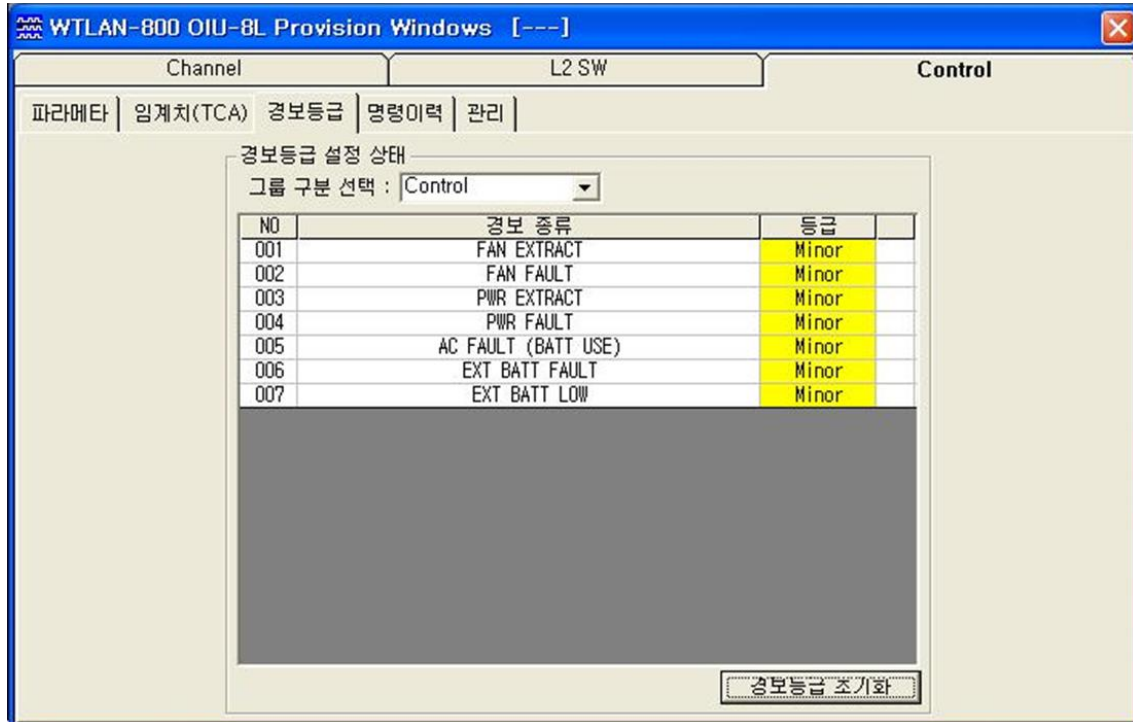 WTLAN-800 OIU-8L Provision Windows [---]
Channel L2 SW Control
파라메타 임계치(TCA) 경보등급 명령이력 관리
경보등급 설정 상태
그룹 구분 선택 : Control
NO 경보 종류 등급
001 FAN EXTRACT Minor
002 FAN FAULT Minor
003 PWR EXTRACT Minor
004 PWR FAULT Minor
005 AC FAULT (BATT USE) Minor
006 EXT BATT FAULT Minor
007 EXT BATT LOW Minor
경보등급 초기화